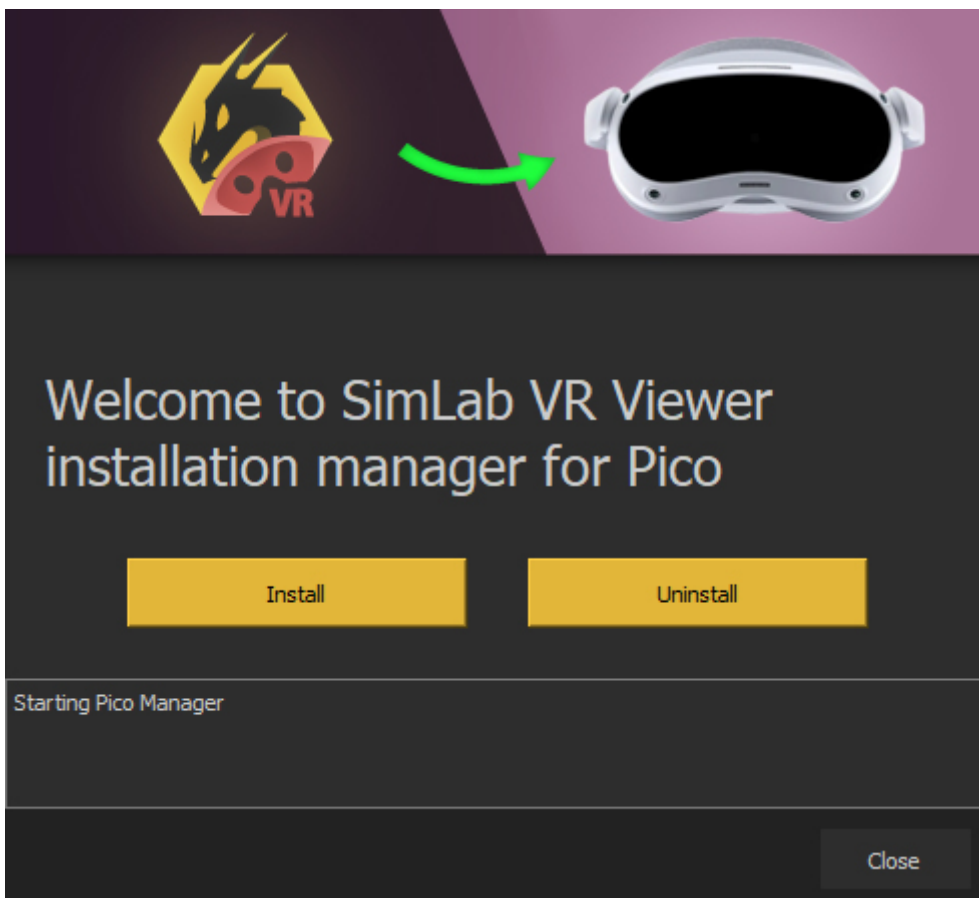 VR
Welcome to SimLab VR Viewer
installation manager for Pico
Install
Uninstall
Starting Pico Manager
Close